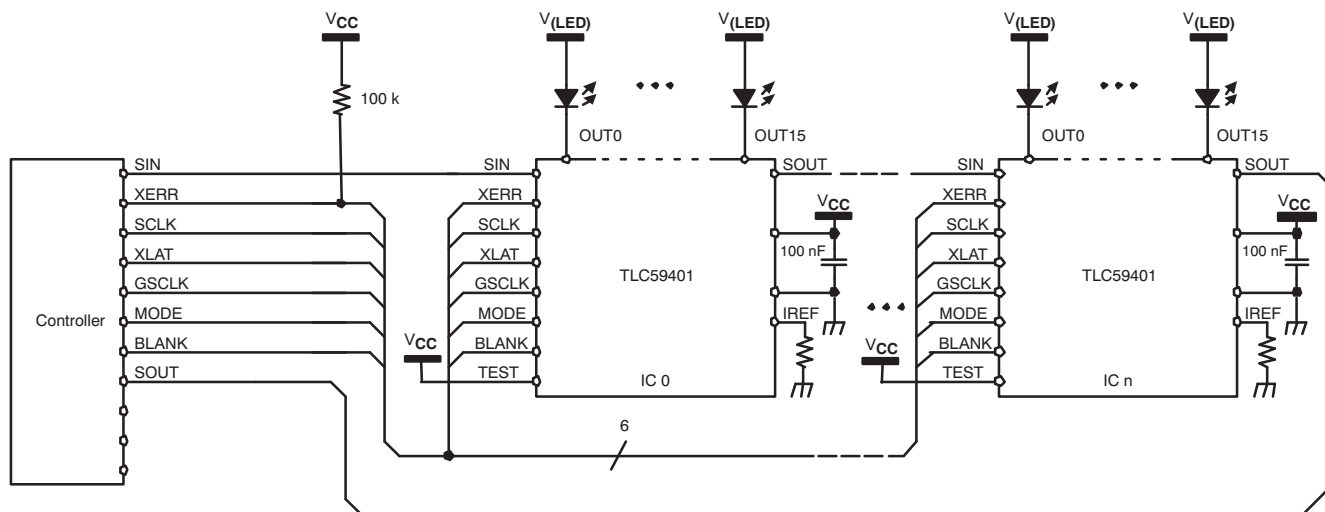 VCC
V(LED)
V(LED)
V(LED)
V(LED)
100 k
OUT0
OUT15
OUT0
OUT15
SIN
SIN
SOUT
SIN
SOUT
XERR
XERR
XERR
VCC
VCC
SCLK
SCLK
SCLK
100 nF
100 nF
XLAT
XLAT
TLC59401
XLAT
TLC59401
GSCLK
GSCLK
GSCLK
Controller
MODE
MODE
IREF
MODE
IREF
BLANK
VCC
BLANK
VCC
BLANK
SOUT
TEST
IC 0
TEST
IC n
6